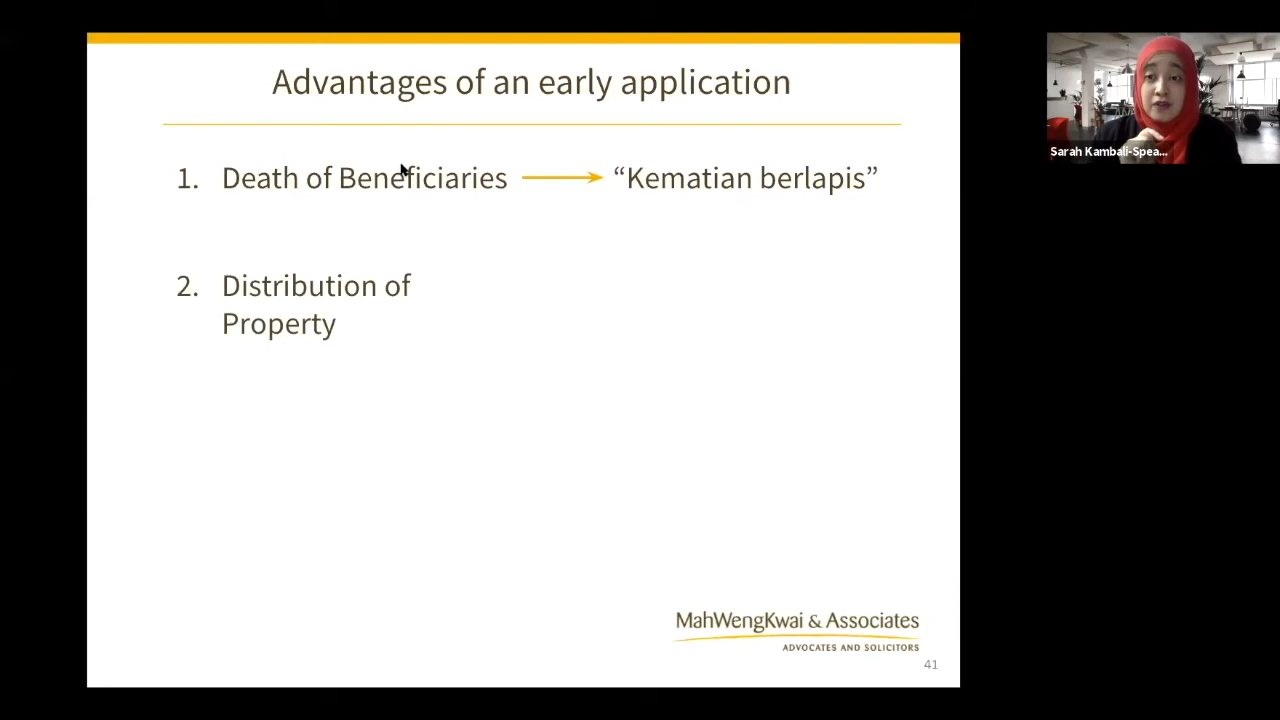 Advantages of an early application
1. Death of Beneficiaries “Kematian berlapis”
2. Distribution of
Property
MahWengKwai & Associates
ADVOCATES AND SOLICITORS
41
Sarah Kambali-Spea...